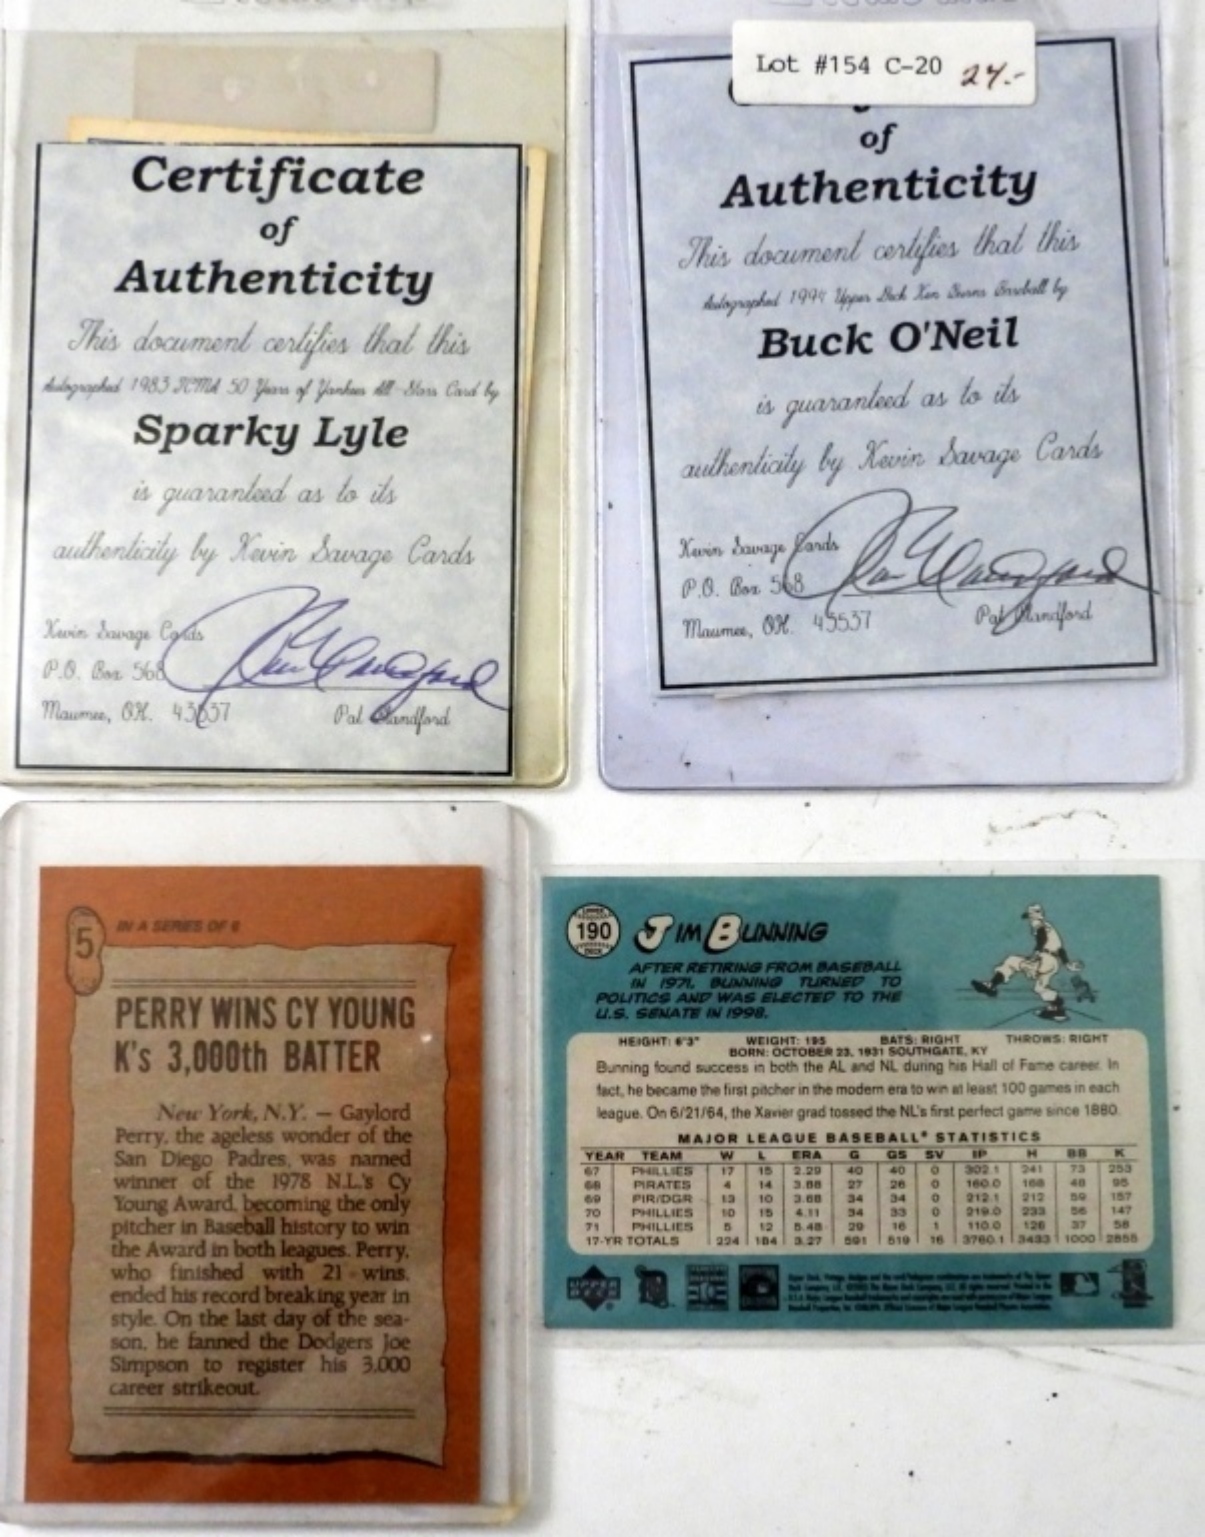 Certificate
of
Authenticity
This document certifies that this
Autographed 1983 TCMA 50 Years of Yankees All-Stars Card by
Sparky Lyle
is guaranteed as to its
authenticity by Kevin Savage Cards
Kevin Savage Cards
P.O. Box 568
Maumee, OH. 43537
Pat Blandford
Lot #154 C-20 24.-
of
Authenticity
This document certifies that this
Autographed 1994 Upper Deck Ken Burns Baseball by
Buck O'Neil
is guaranteed as to its
authenticity by Kevin Savage Cards
Kevin Savage Cards
P.O. Box 568
Maumee, OH. 43537
Pat Blandford
5
IN A SERIES OF 6
PERRY WINS CY YOUNG
K's 3,000th BATTER
New York, N.Y. — Gaylord
Perry, the ageless wonder of the
San Diego Padres, was named
winner of the 1978 N.L.'s Cy
Young Award, becoming the only
pitcher in Baseball history to win
the Award in both leagues. Perry,
who finished with 21 wins,
ended his record breaking year in
style. On the last day of the sea-
son, he fanned the Dodgers Joe
Simpson to register his 3,000
career strikeout.
UPPER
190
DECK
JIM BUNNING
AFTER RETIRING FROM BASEBALL
IN 1971, BUNNING TURNED TO
POLITICS AND WAS ELECTED TO THE
U.S. SENATE IN 1998.
HEIGHT: 6'3" WEIGHT: 195 BATS: RIGHT THROWS: RIGHT
BORN: OCTOBER 23, 1931 SOUTHGATE, KY
Bunning found success in both the AL and NL during his Hall of Fame career. In
fact, he became the first pitcher in the modern era to win at least 100 games in each
league. On 6/21/64, the Xavier grad tossed the NL's first perfect game since 1880.
MAJOR LEAGUE BASEBALL® STATISTICS
YEAR TEAM W L ERA G GS SV IP H BB K
67 PHILLIES 17 15 2.29 40 40 0 302.1 241 73 253
68 PIRATES 4 14 3.88 27 26 0 160.0 168 48 95
69 PIR/DGR 13 10 3.68 34 34 0 212.1 212 59 157
70 PHILLIES 10 15 4.11 34 33 0 219.0 233 56 147
71 PHILLIES 5 12 5.48 29 16 1 110.0 126 37 58
17-YR TOTALS 224 184 3.27 591 519 16 3760.1 3433 1000 2855
UPPER
DECK